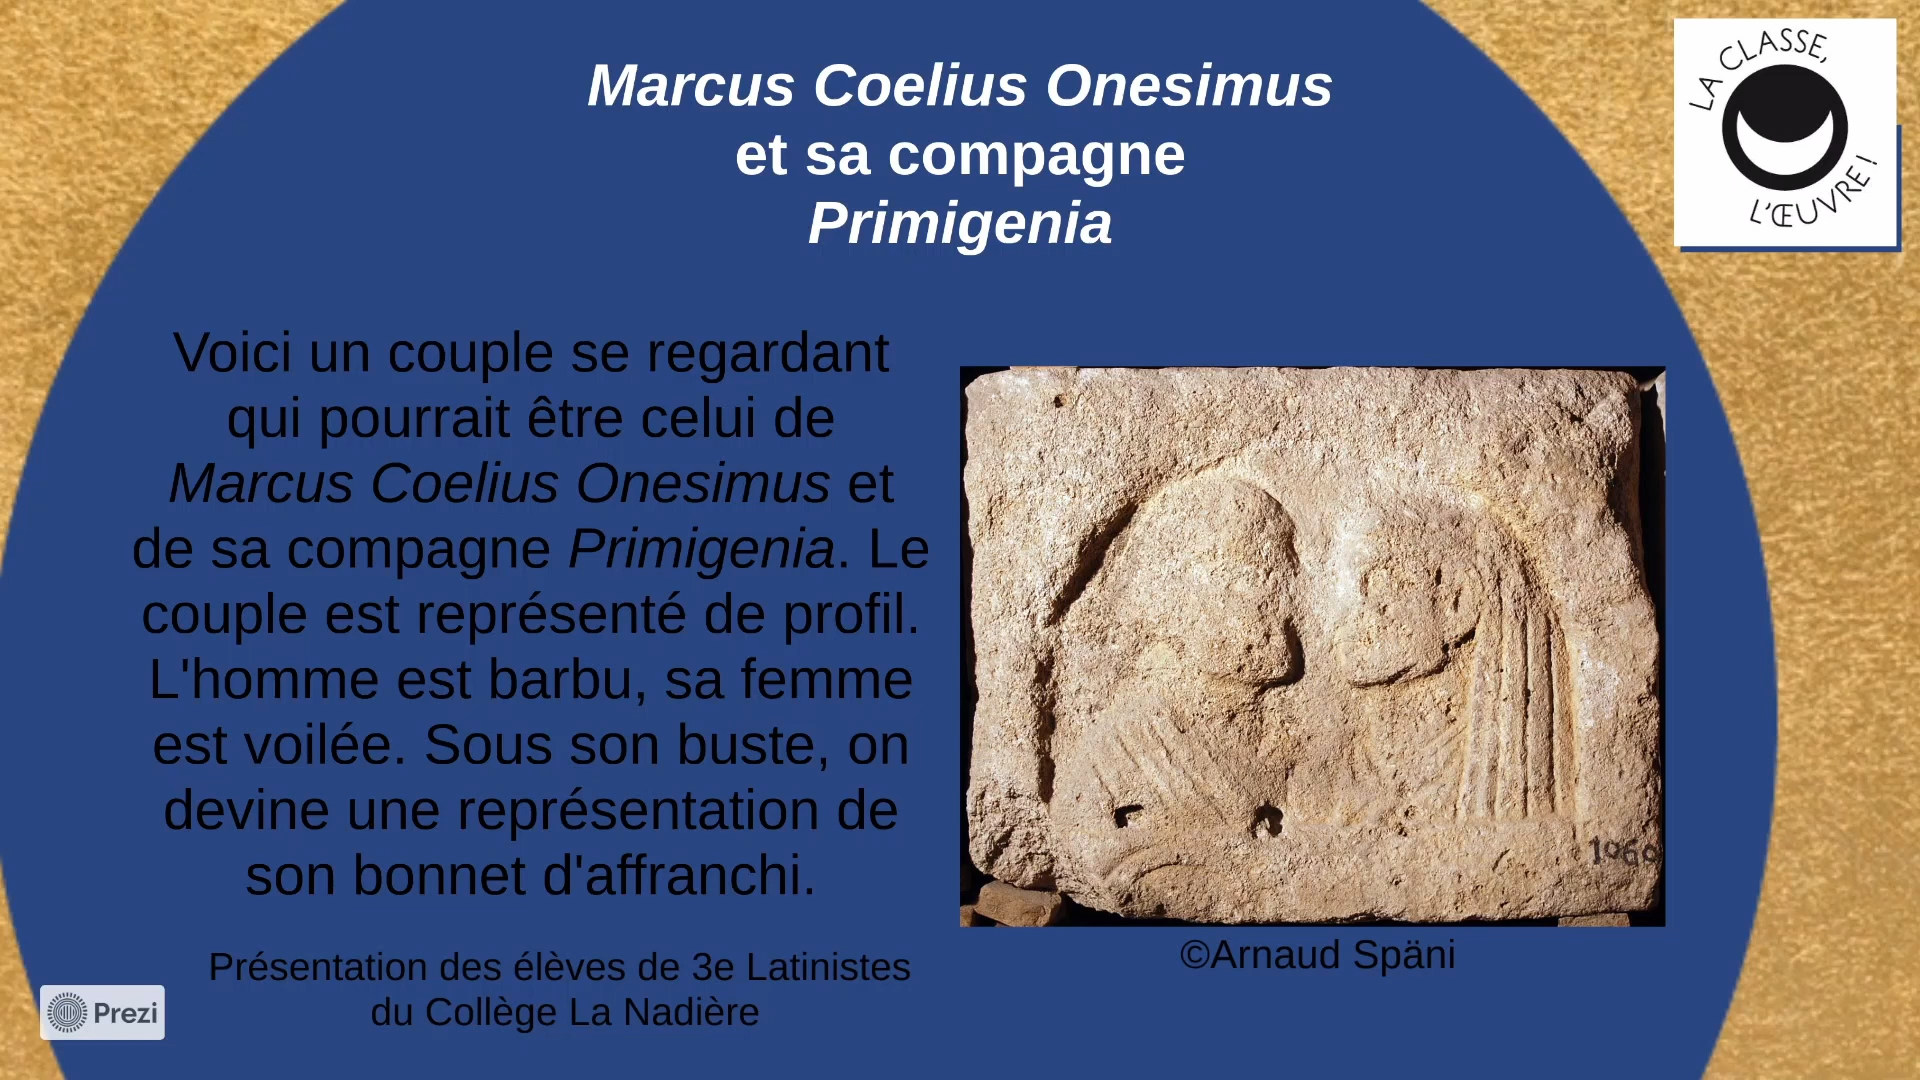 Marcus Coelius Onesimus
et sa compagne
Primigenia
LA CLASSE,
L'ŒUVRE !
Voici un couple se regardant
qui pourrait être celui de
Marcus Coelius Onesimus et
de sa compagne Primigenia. Le
couple est représenté de profil.
L'homme est barbu, sa femme
est voilée. Sous son buste, on
devine une représentation de
son bonnet d'affranchi.
1060
©Arnaud Späni
Présentation des élèves de 3e Latinistes
du Collège La Nadière
Prezi